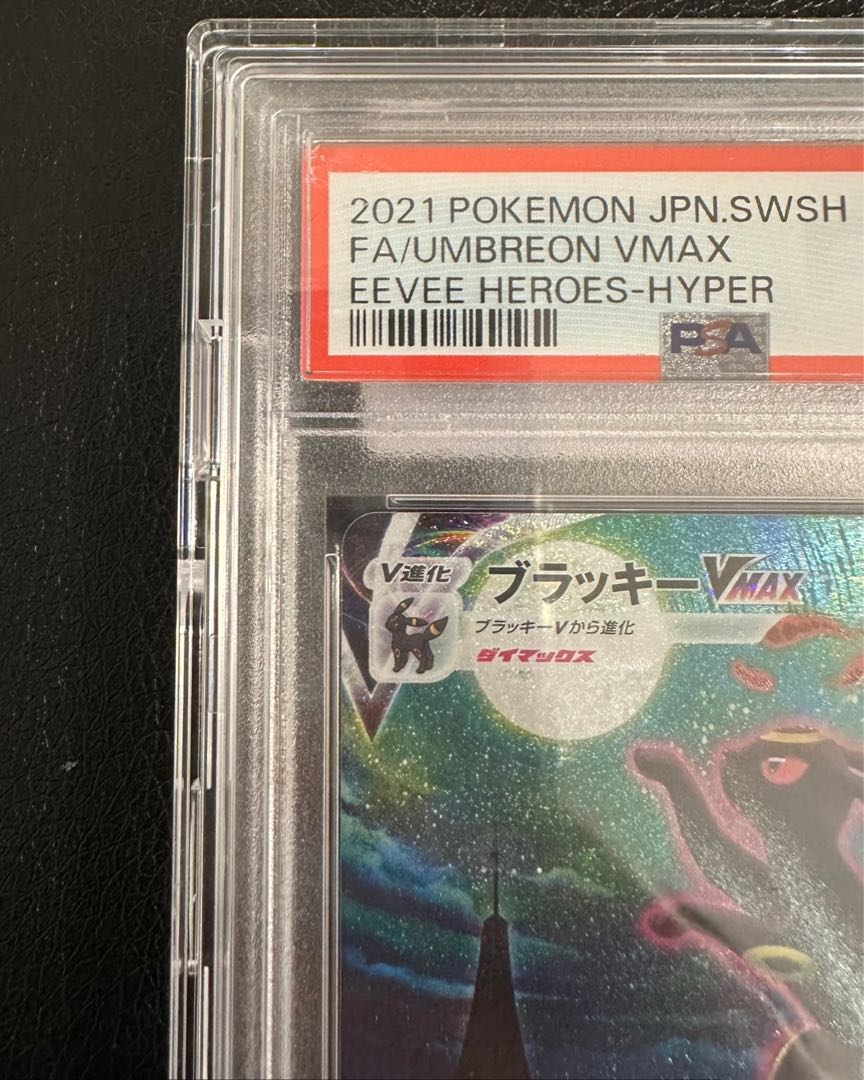 2021 POKEMON JPN.SWSH
FA/UMBREON VMAX
EEVEE HEROES-HYPER
PSA
V進化
ブラッキーVMAX
ブラッキーVから進化
ダイマックス